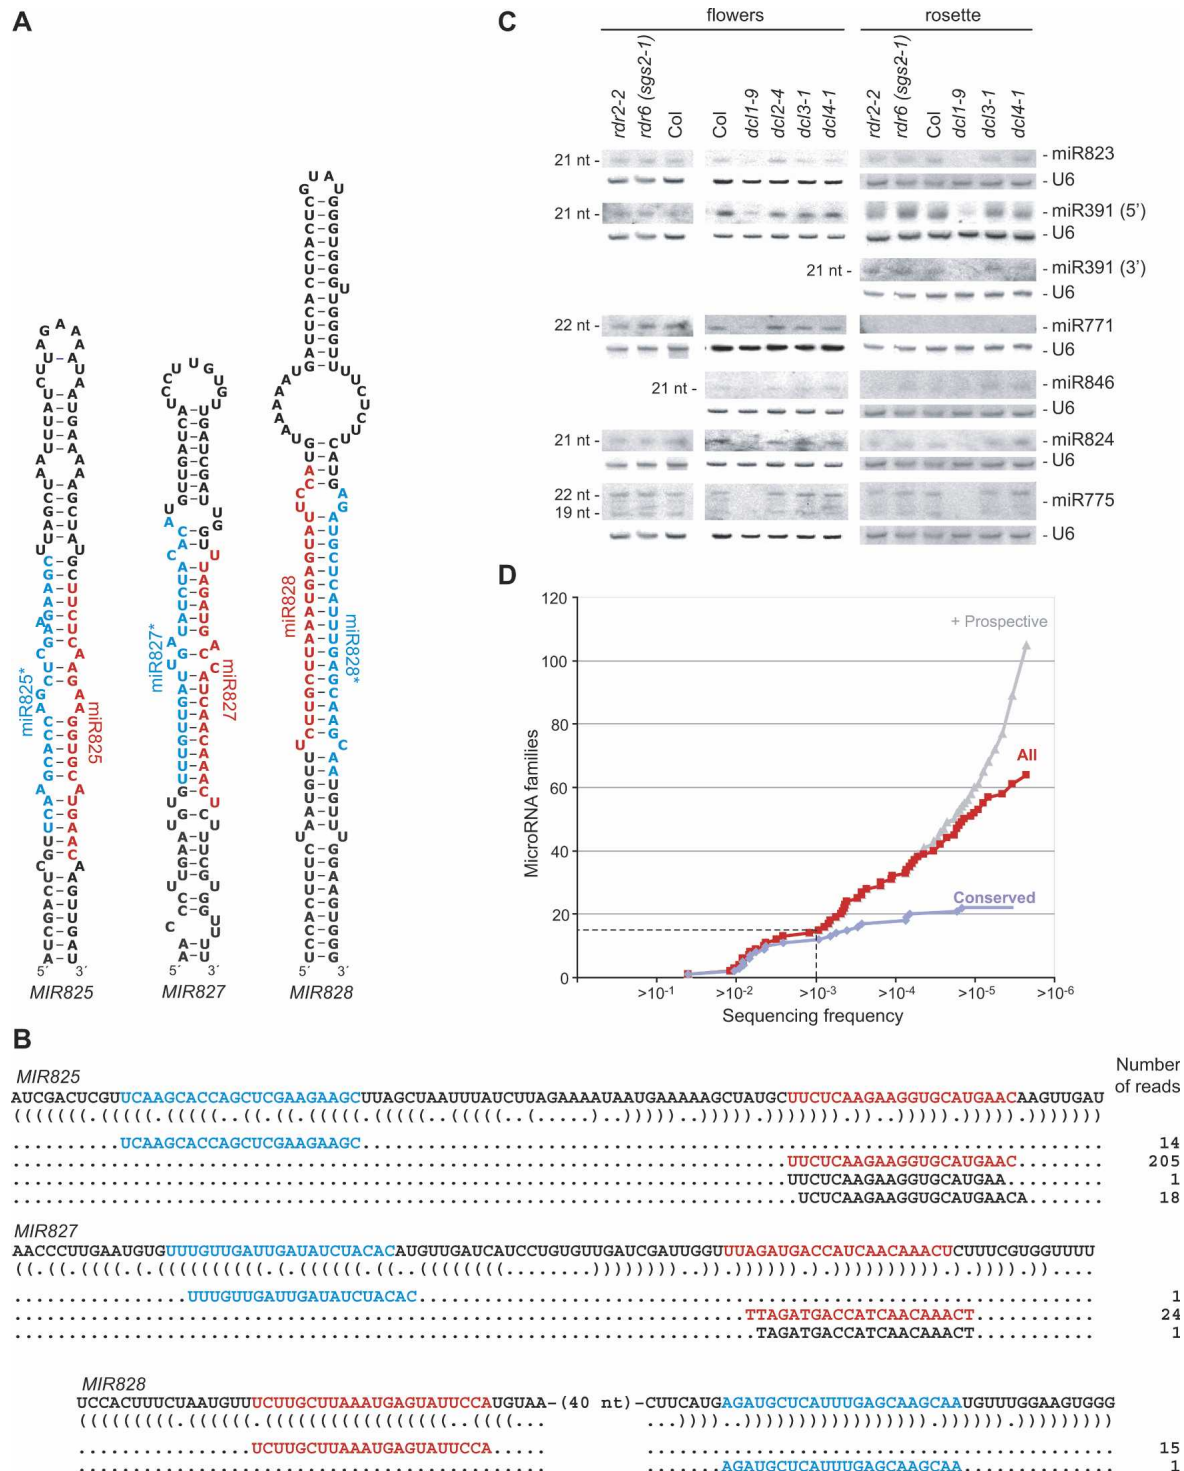 A
MIR825
MIR827
MIR828
miR825*
miR825
miR827*
miR827
miR828
miR828*
5´ 3´
5´ 3´
5´ 3´
C
flowers
rosette
rdr2-2
rdr6 (sgs2-1)
Col
Col
dcl1-9
dcl2-4
dcl3-1
dcl4-1
rdr2-2
rdr6 (sgs2-1)
Col
dcl1-9
dcl3-1
dcl4-1
21 nt - - miR823
- U6
21 nt - - miR391 (5’)
- U6
21 nt - - miR391 (3’)
- U6
22 nt - - miR771
- U6
21 nt - - miR846
- U6
21 nt - - miR824
- U6
22 nt -
19 nt -
- miR775
- U6
D
120
100
80
60
40
20
0
MicroRNA families
>10-1 >10-2 >10-3 >10-4 >10-5 >10-6
Sequencing frequency
+ Prospective
All
Conserved
B
Number
of reads
MIR825
AUCGACUCGUUCAAGCACCAGCUCGAAGAAGCUUAGCUAAUUUAUCUUAGAAAAUAAUGAAAAAGCUAUGCUUCUCAAGAAGGUGCAUGAACAAGUUGAU
UCAAGCACCAGCUCGAAGAAGC 14
UUCUCAAGAAGGUGCAUGAAC 205
UUCUCAAGAAGGUGCAUGAA 1
UCUCAAGAAGGUGCAUGAACA 18
MIR827
AACCCUUGAAUGUGUUUGUUGAUUGAUAUCUACACAUGUUGAUCAUCCUGUGUUGAUCGAUUGGUUUAGAUGACCAUCAACAAACUCUUUCGUGGUUUU
UUUGUUGAUUGAUAUCUACAC 1
TTAGATGACCATCAACAAACT 24
TAGATGACCATCAACAAACT 1
MIR828
UCCACUUUCUAAUGUUUCUUGCUUAAAUGAGUAUUCCAUGUAA-(40 nt)-CUUCAUGAGAUGCUCAUUUGAGCAAGCAAUGUUUGGAAGUGGG
UCUUGCUUAAAUGAGUAUUCCA 15
AGAUGCUCAUUUGAGCAAGCAA 1